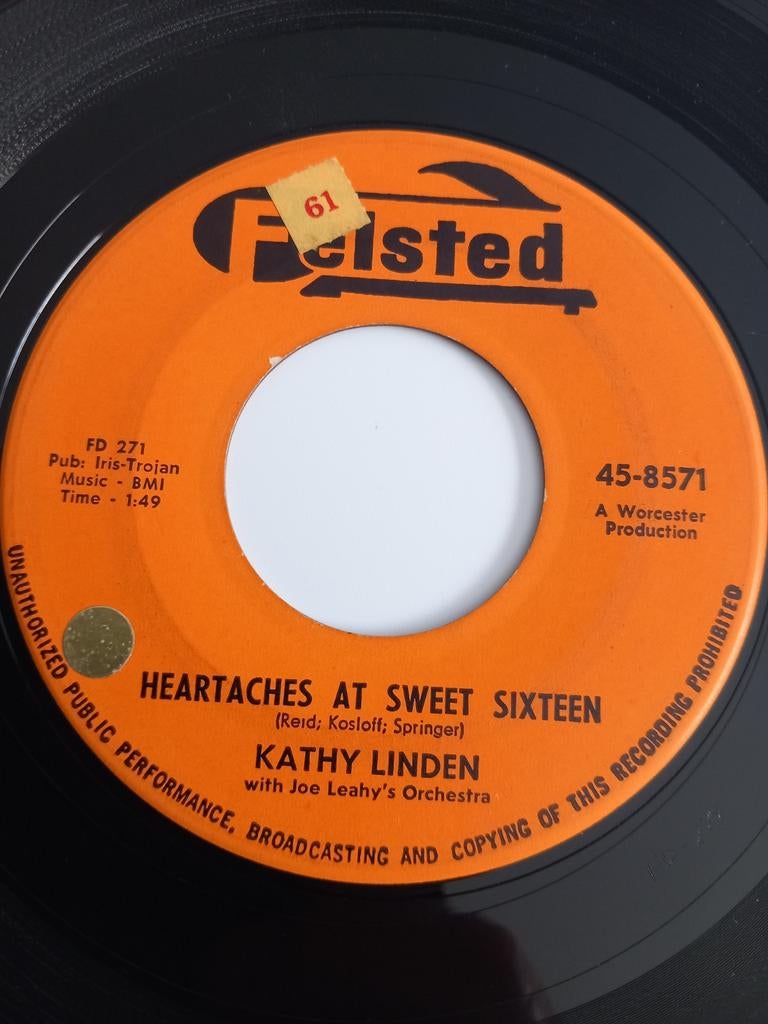 61
Felsted
FD 271
Pub: Iris-Trojan
Music - BMI
Time - 1:49
45-8571
A Worcester
Production
HEARTACHES AT SWEET SIXTEEN
(Reid; Kosloff; Springer)
KATHY LINDEN
with Joe Leahy's Orchestra
UNAUTHORIZED PUBLIC PERFORMANCE, BROADCASTING AND COPYING OF THIS RECORDING PROHIBITED